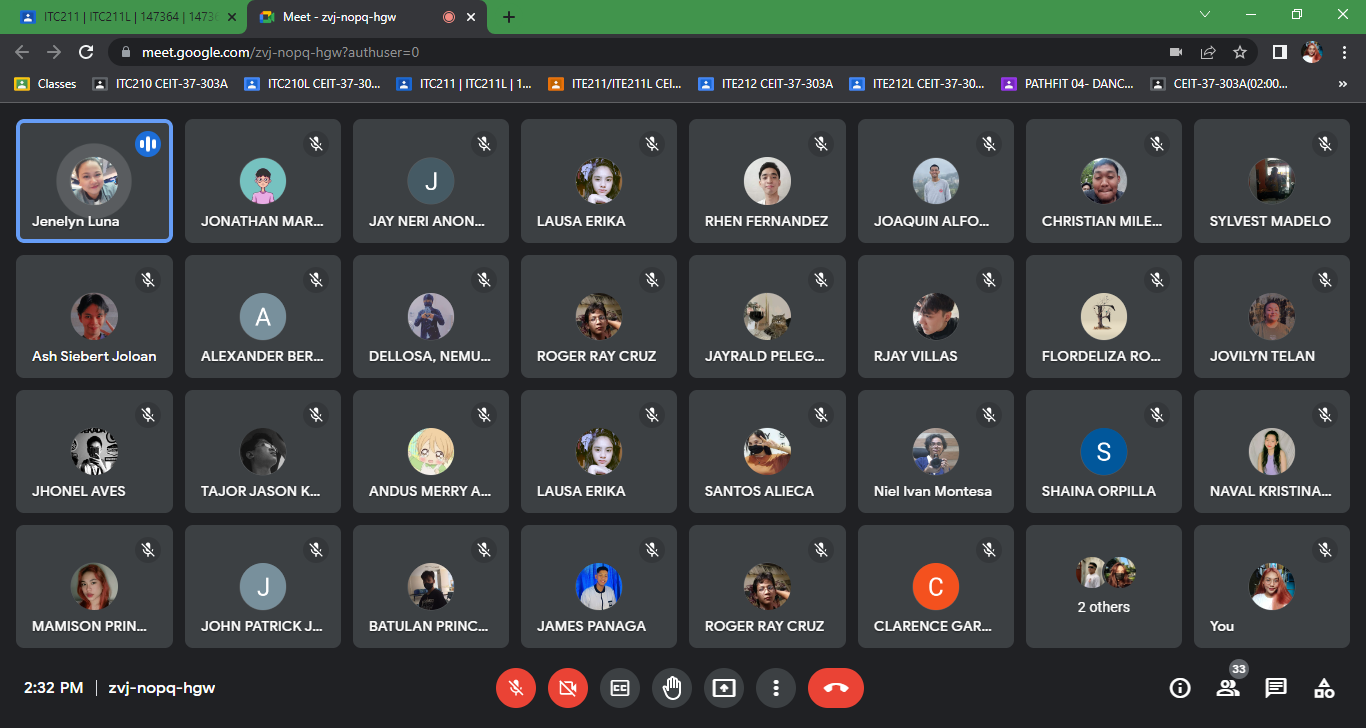 ITC211 | ITC211L | 147364 | 1473
Meet - zvj-nopq-hgw
meet.google.com/zvj-nopq-hgw?authuser=0
Classes
ITC210 CEIT-37-303A
ITC210L CEIT-37-30...
ITC211 | ITC211L | 1...
ITE211/ITE211L CEI...
ITE212 CEIT-37-303A
ITE212L CEIT-37-30...
PATHFIT 04- DANC...
CEIT-37-303A(02:00...
»
Jenelyn Luna
JONATHAN MAR...
J
JAY NERI ANON...
LAUSA ERIKA
RHEN FERNANDEZ
JOAQUIN ALFO...
CHRISTIAN MILE...
SYLVEST MADELO
Ash Siebert Joloan
A
ALEXANDER BER...
DELLOSA, NEMU...
ROGER RAY CRUZ
JAYRALD PELEG...
RJAY VILLAS
F
FLORDELIZA RO...
JOVILYN TELAN
JHONEL AVES
TAJOR JASON K...
ANDUS MERRY A...
LAUSA ERIKA
SANTOS ALIECA
Niel Ivan Montesa
S
SHAINA ORPILLA
NAVAL KRISTINA...
MAMISON PRIN...
J
JOHN PATRICK J...
BATULAN PRINC...
JAMES PANAGA
ROGER RAY CRUZ
C
CLARENCE GAR...
2 others
You
2:32 PM | zvj-nopq-hgw
CC
33